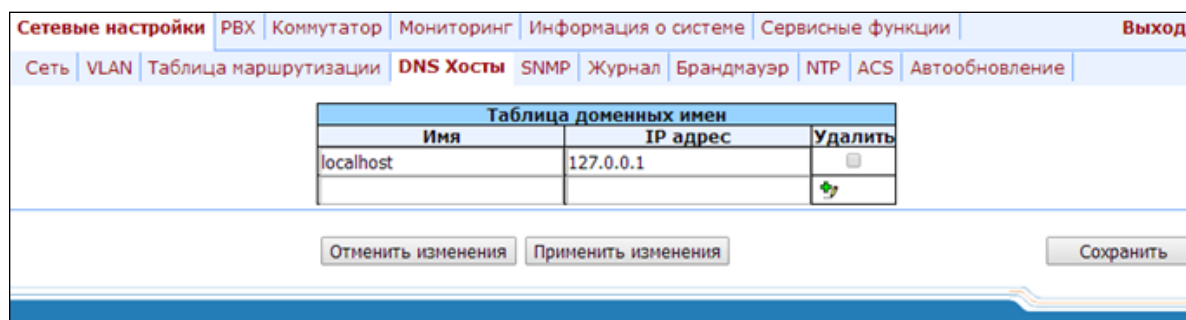 Сетевые настройки PBX Коммутатор Мониторинг Информация о системе Сервисные функции Выход
Сеть VLAN Таблица маршрутизации DNS Хосты SNMP Журнал Брандмауэр NTP ACS Автообновление
Таблица доменных имен
Имя IP адрес Удалить
localhost 127.0.0.1
Отменить изменения Применить изменения Сохранить